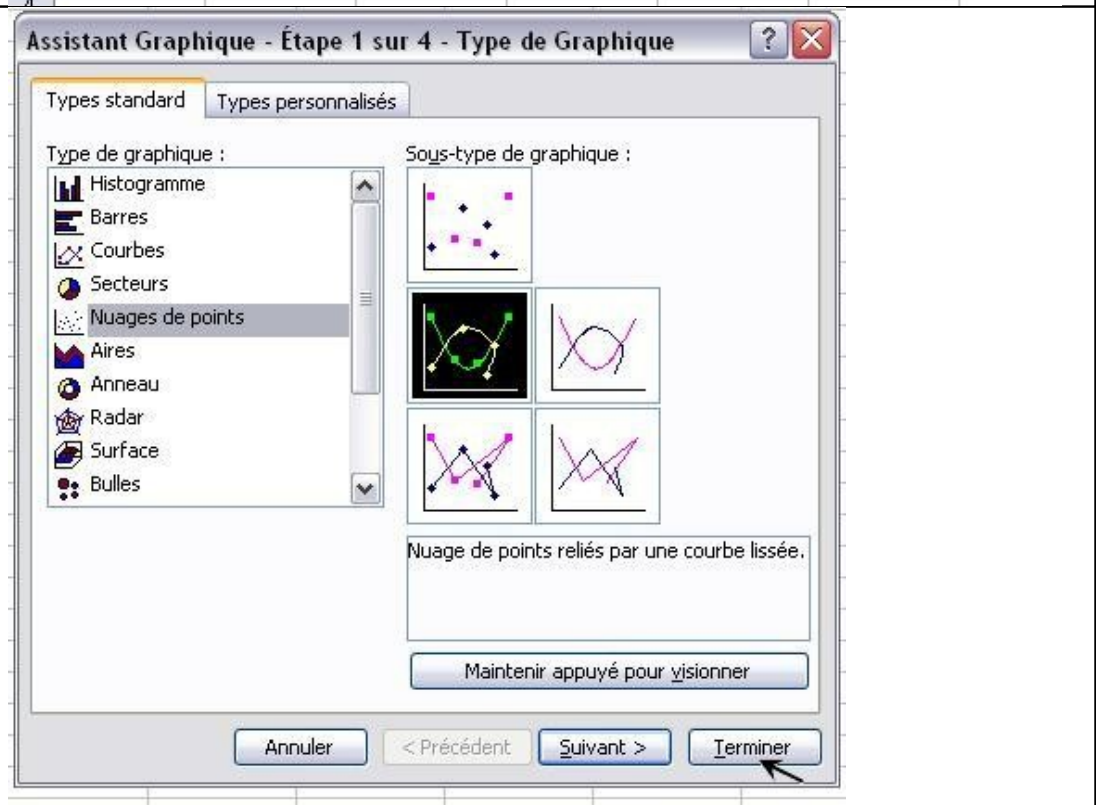 Assistant Graphique - Étape 1 sur 4 - Type de Graphique
Types standard
Types personnalisés
Type de graphique :
Histogramme
Barres
Courbes
Secteurs
Nuages de points
Aires
Anneau
Radar
Surface
Bulles
Sous-type de graphique :
Nuage de points reliés par une courbe lissée.
Maintenir appuyé pour visionner
Annuler
< Précédent
Suivant >
Terminer